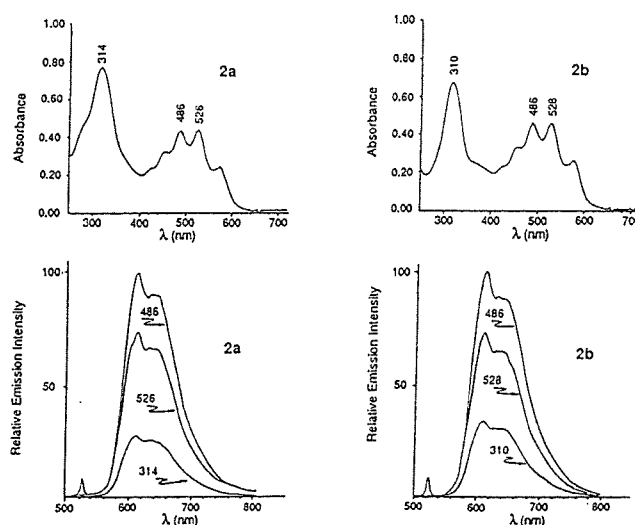 1.00
0.80
0.60
0.40
0.20
0.00
Absorbance
314
486
526
2a
300 400 500 600 700
λ (nm)
1.00
0.80
0.60
0.40
0.20
0.00
Absorbance
310
486
528
2b
300 400 500 600 700
λ (nm)
100
50
Relative Emission Intensity
486
526
314
2a
500 600 700 800
λ (nm)
100
50
Relative Emission Intensity
486
528
310
2b
500 600 700 800
λ (nm)